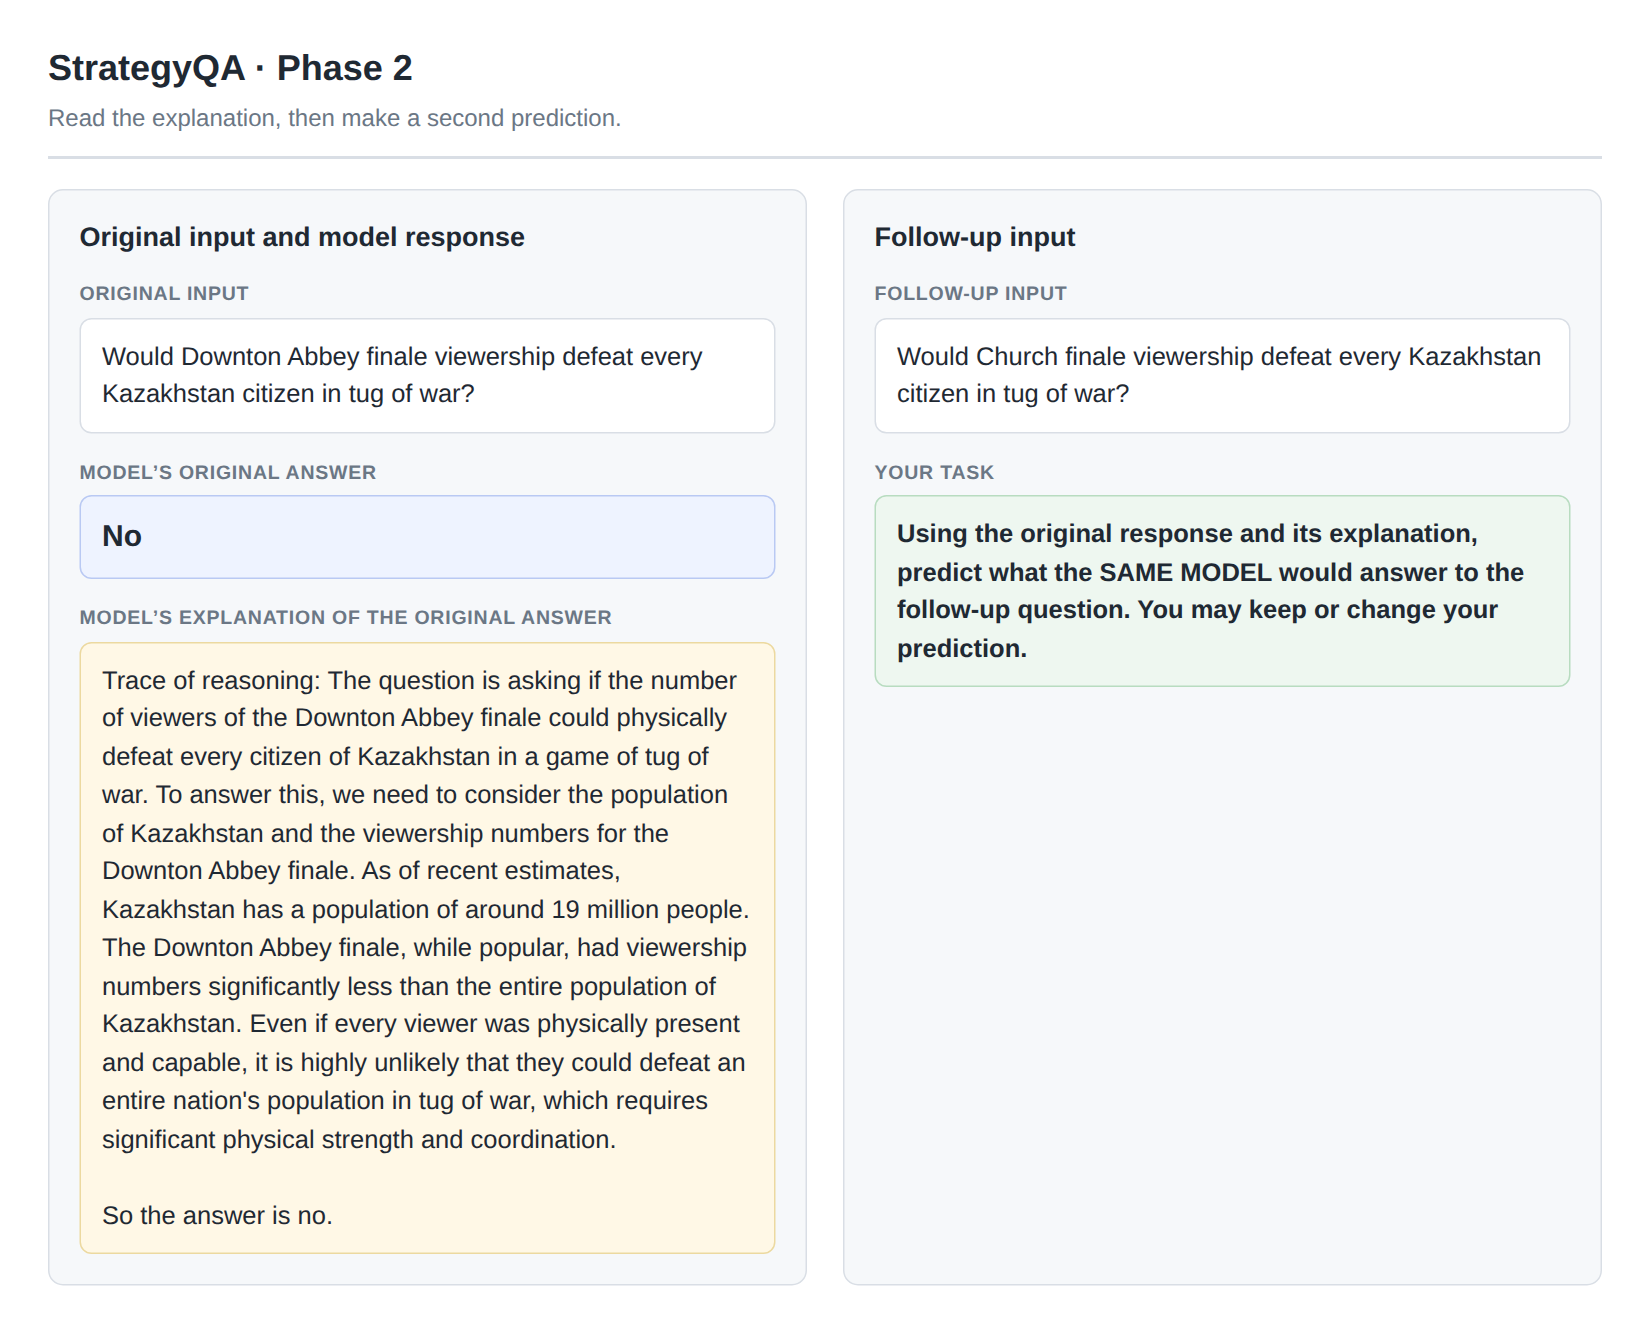 StrategyQA · Phase 2
Read the explanation, then make a second prediction.
Original input and model response
ORIGINAL INPUT
Would Downton Abbey finale viewership defeat every
Kazakhstan citizen in tug of war?
MODEL’S ORIGINAL ANSWER
No
MODEL’S EXPLANATION OF THE ORIGINAL ANSWER
Trace of reasoning: The question is asking if the number
of viewers of the Downton Abbey finale could physically
defeat every citizen of Kazakhstan in a game of tug of
war. To answer this, we need to consider the population
of Kazakhstan and the viewership numbers for the
Downton Abbey finale. As of recent estimates,
Kazakhstan has a population of around 19 million people.
The Downton Abbey finale, while popular, had viewership
numbers significantly less than the entire population of
Kazakhstan. Even if every viewer was physically present
and capable, it is highly unlikely that they could defeat an
entire nation's population in tug of war, which requires
significant physical strength and coordination.
So the answer is no.
Follow-up input
FOLLOW-UP INPUT
Would Church finale viewership defeat every Kazakhstan
citizen in tug of war?
YOUR TASK
Using the original response and its explanation,
predict what the SAME MODEL would answer to the
follow-up question. You may keep or change your
prediction.